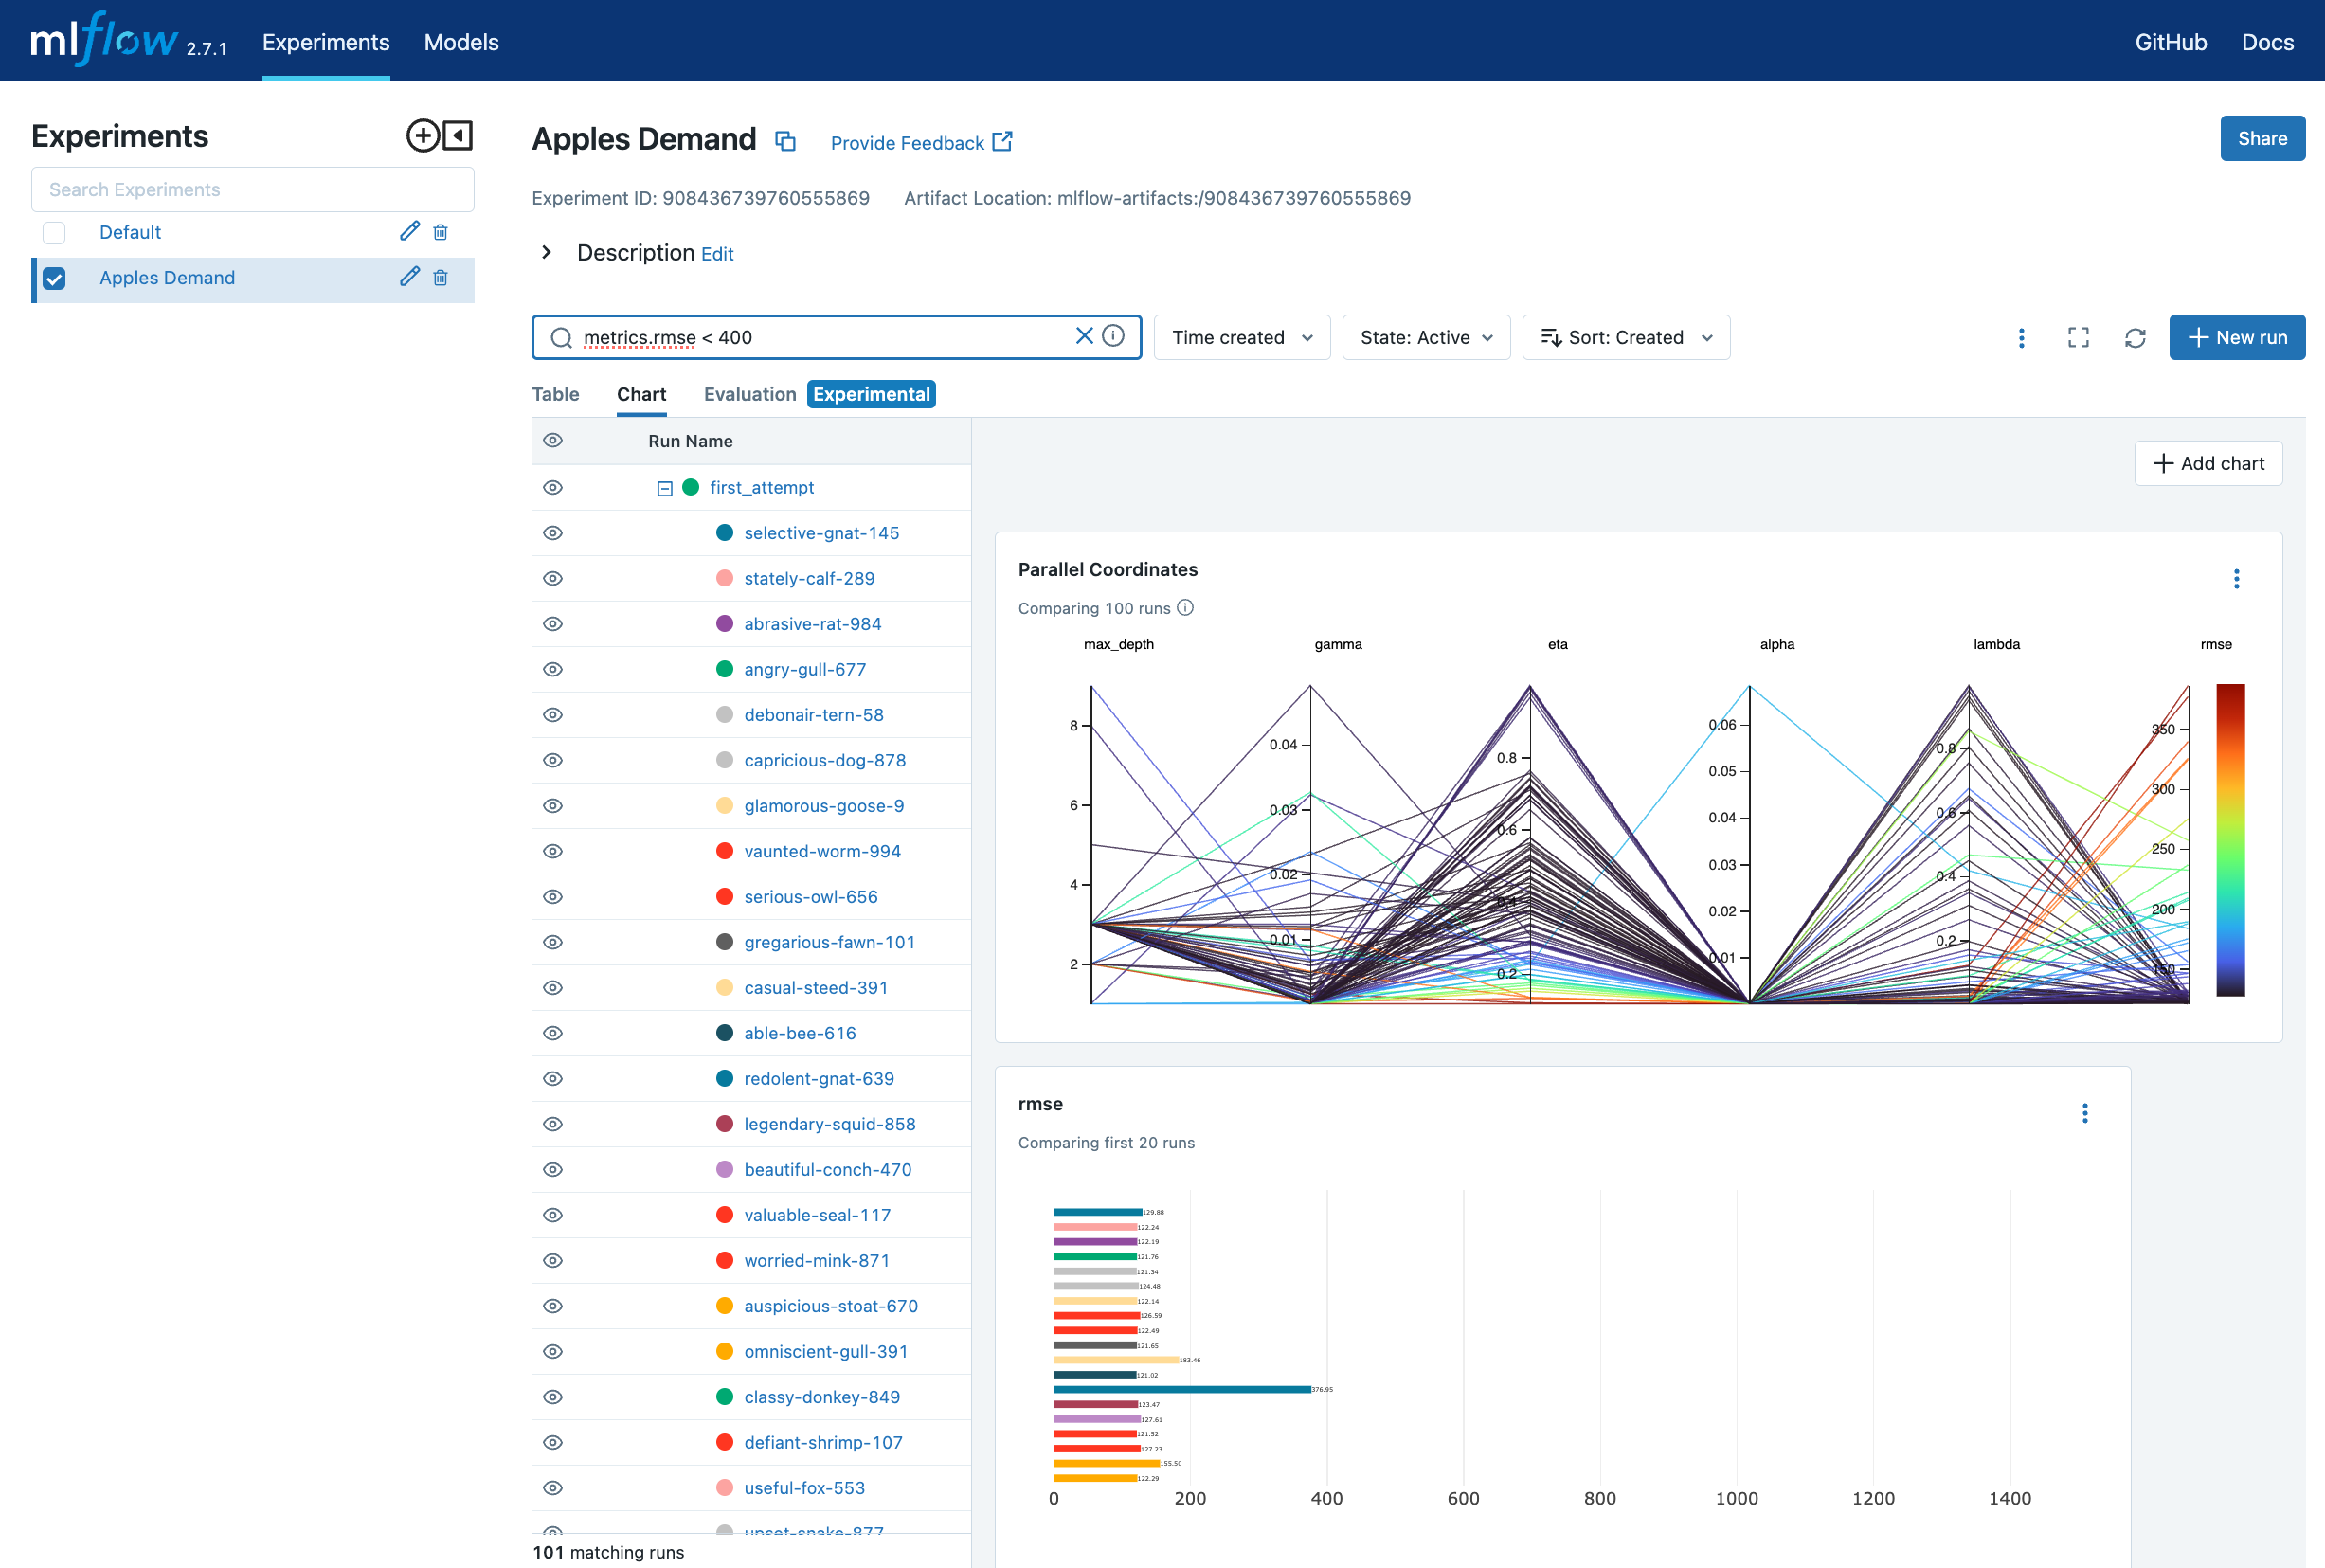 mlflow 2.7.1 Experiments Models GitHub Docs
Experiments
Search Experiments
Default
Apples Demand
Apples Demand Provide Feedback Share
Experiment ID: 908436739760555869 Artifact Location: mlflow-artifacts:/908436739760555869
Description Edit
metrics.rmse < 400 Time created State: Active Sort: Created New run
Table Chart Evaluation Experimental
Run Name
first_attempt
selective-gnat-145
stately-calf-289
abrasive-rat-984
angry-gull-677
debonair-tern-58
capricious-dog-878
glamorous-goose-9
vaunted-worm-994
serious-owl-656
gregarious-fawn-101
casual-steed-391
able-bee-616
redolent-gnat-639
legendary-squid-858
beautiful-conch-470
valuable-seal-117
worried-mink-871
auspicious-stoat-670
omniscient-gull-391
classy-donkey-849
defiant-shrimp-107
useful-fox-553
upset-snake-877
101 matching runs
Add chart
Parallel Coordinates
Comparing 100 runs
max_depth gamma eta alpha lambda rmse
8
6
4
2
0.04
0.03
0.02
0.01
0.8
0.6
0.4
0.2
0.06
0.05
0.04
0.03
0.02
0.01
0.8
0.6
0.4
0.2
350
300
250
200
150
rmse
Comparing first 20 runs
129.88
122.24
122.19
121.76
121.34
124.48
122.14
126.59
122.49
121.65
183.46
121.02
376.95
123.47
127.61
121.52
127.23
155.50
122.29
0 200 400 600 800 1000 1200 1400